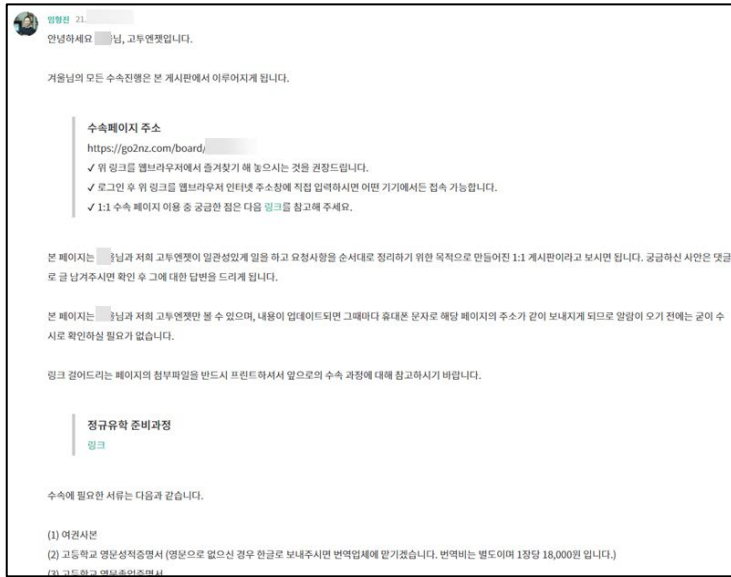 임형진 21.
안녕하세요 님, 고투엔젯입니다.
겨울님의 모든 수속진행은 본 게시판에서 이루어지게 됩니다.
수속페이지 주소
https://go2nz.com/board/
✓ 위 링크를 웹브라우저에서 즐겨찾기 해 놓으시는 것을 권장드립니다.
✓ 로그인 후 위 링크를 웹브라우저 인터넷 주소창에 직접 입력하시면 어떤 기기에서든 접속 가능합니다.
✓ 1:1 수속 페이지 이용 중 궁금한 점은 다음 링크를 참고해 주세요.
본 페이지는 님과 저희 고투엔젯이 일관성있게 일을 하고 요청사항을 순서대로 정리하기 위한 목적으로 만들어진 1:1 게시판이라고 보시면 됩니다. 궁금하신 사안은 댓글
로 글 남겨주시면 확인 후 그에 대한 답변을 드리게 됩니다.
본 페이지는 님과 저희 고투엔젯만 볼 수 있으며, 내용이 업데이트되면 그때마다 휴대폰 문자로 해당 페이지의 주소가 같이 보내지게 되므로 알람이 오기 전에는 굳이 수
시로 확인하실 필요가 없습니다.
링크 걸어드리는 페이지의 첨부파일을 반드시 프린트하셔서 앞으로의 수속 과정에 대해 참고하시기 바랍니다.
정규유학 준비과정
링크
수속에 필요한 서류는 다음과 같습니다.
(1) 여권사본
(2) 고등학교 영문성적증명서 (영문으로 없으신 경우 한글로 보내주시면 번역업체에 맡기겠습니다. 번역비는 별도이며 1장당 18,000원 입니다.)
(3) 고등학교 영문졸업증명서